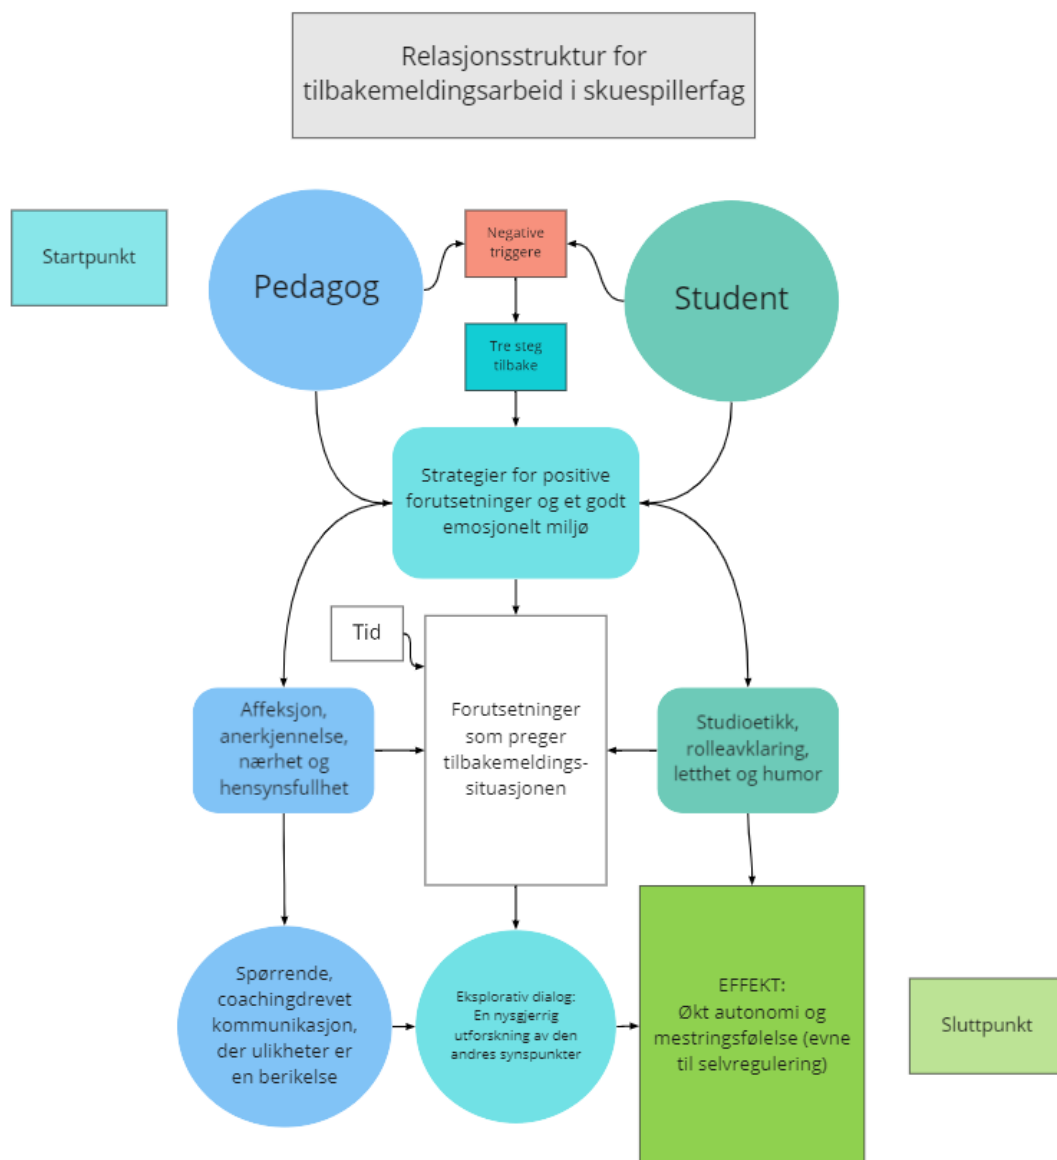 Relasjonsstruktur for
tilbakemeldingsarbeid i skuespillerfag
Startpunkt
Pedagog
Negative
triggere
Student
Tre steg
tilbake
Strategier for positive
forutsetninger og et godt
emosjonelt miljø
Tid
Affeksjon,
anerkjennelse,
nærhet og
hensynsfullhet
Forutsetninger
som preger
tilbakemeldings-
situasjonen
Studioetikk,
rolleavklaring,
letthet og humor
Spørrende,
coachingdrevet
kommunikasjon,
der ulikheter er
en berikelse
Eksplorativ dialog:
En nysgjerrig
utforskning av den
andres synspunkter
EFFEKT:
Økt autonomi og
mestringsfølelse (evne
til selvregulering)
Sluttpunkt